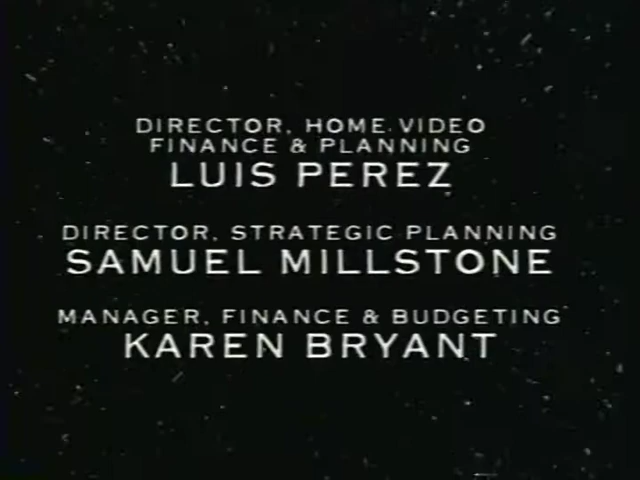 DIRECTOR, HOME VIDEO
FINANCE & PLANNING
LUIS PEREZ
DIRECTOR, STRATEGIC PLANNING
SAMUEL MILLSTONE
MANAGER, FINANCE & BUDGETING
KAREN BRYANT